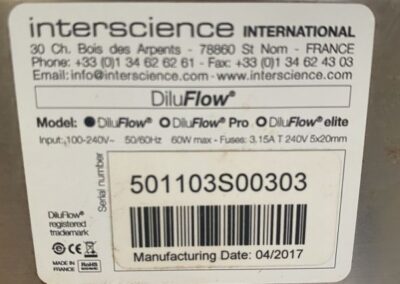 interscience INTERNATIONAL
30 Ch. Bois des Arpents - 78860 St Nom - FRANCE
Phone: +33 (0)1 34 62 62 61 - Fax: +33 (0)1 34 62 43 03
Email: info@interscience.com - www.interscience.com
DiluFlow®
Model: ●DiluFlow® ODiluFlow® Pro ODiluFlow® elite
Input: 100-240V~ 50/60Hz 60W max - Fuses: 3.15A T 240V 5x20mm
Serial number
501103S00303
DiluFlow®
registered
trademark
CE
MADE IN
FRANCE
RoHS
Manufacturing Date: 04/2017